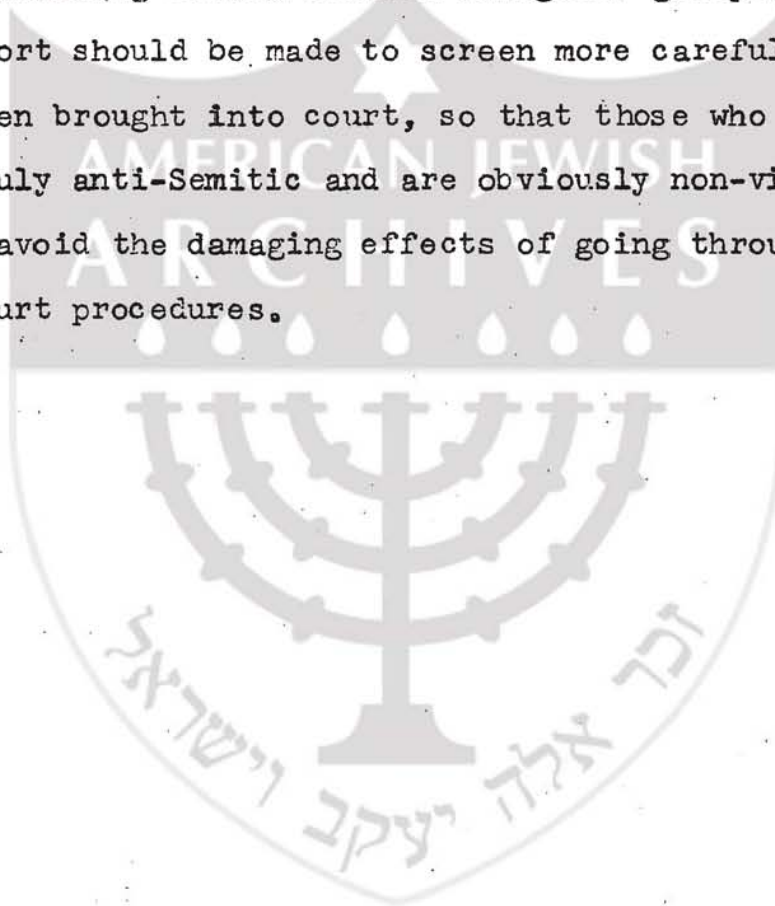 ort should be made to screen more careful
en brought into court, so that those who
AMERICAN JEWISH
uly anti-Semitic and are obviously non-vi
avoid the damaging effects of going throu
ARCHIVES
urt procedures.
זכר אלה יעקב וישראל